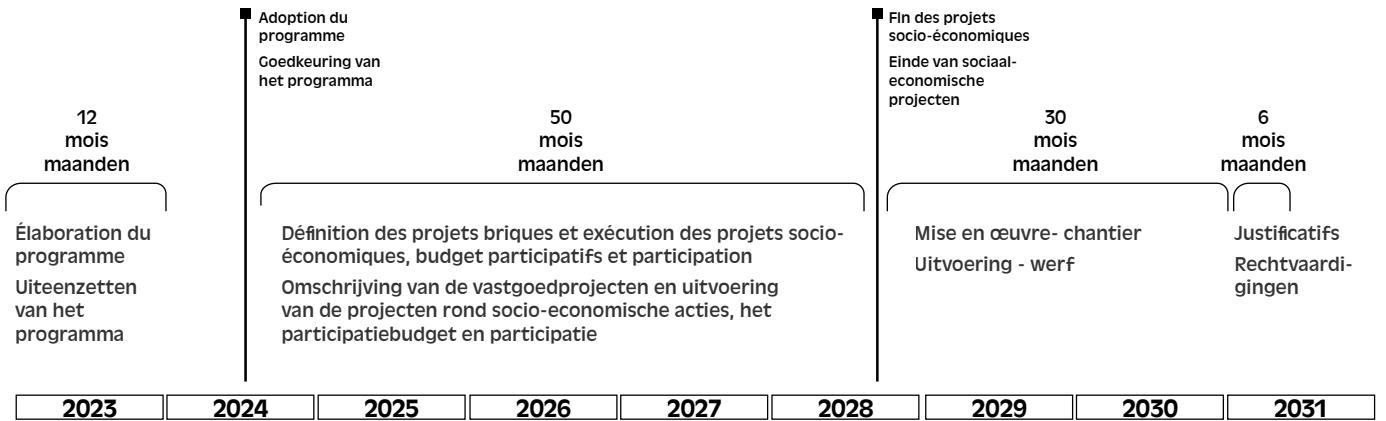 Adoption du
programme
Goedkeuring van
het programma
Fin des projets
socio-économiques
Einde van sociaal-
economische
projecten
12
mois
maanden
50
mois
maanden
30
mois
maanden
6
mois
maanden
Élaboration du
programme
Uiteenzetten
van het
programma
Définition des projets briques et exécution des projets socio-
économiques, budget participatifs et participation
Omschrijving van de vastgoedprojecten en uitvoering
van de projecten rond socio-economische acties, het
participatiebudget en participatie
Mise en œuvre- chantier
Uitvoering - werf
Justificatifs
Rechtvaardi-
gingen
2023
2024
2025
2026
2027
2028
2029
2030
2031